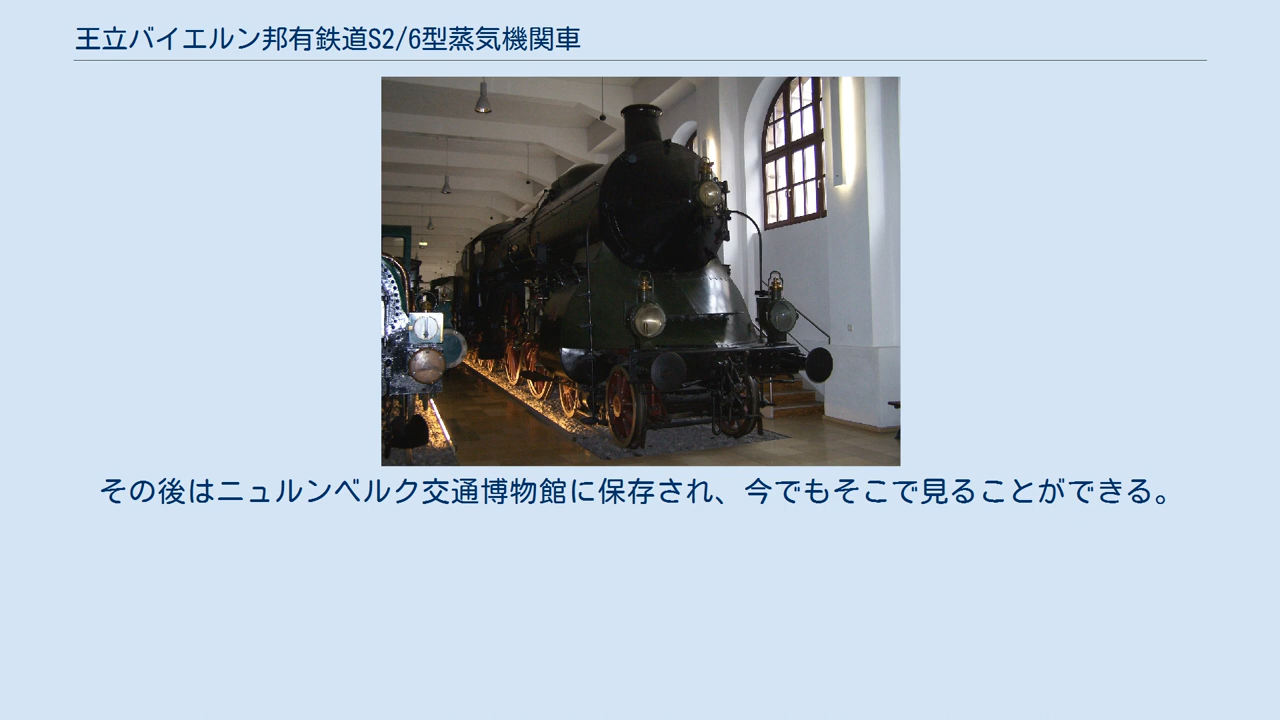 王立バイエルン邦有鉄道S2/6型蒸気機関車
その後はニュルンベルク交通博物館に保存され、今でもそこで見ることができる。